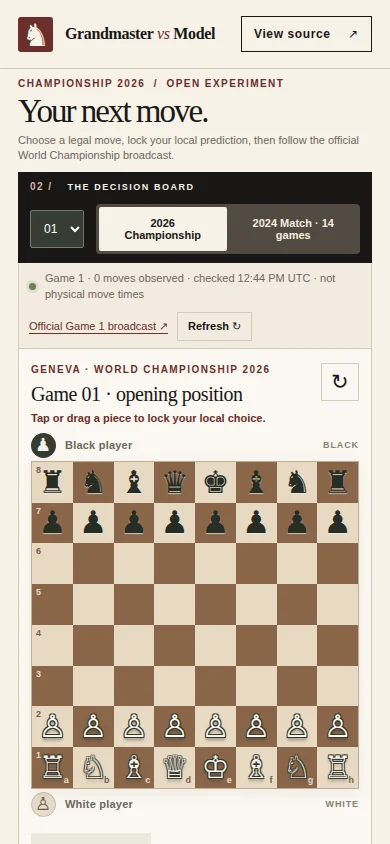 Grandmaster vs Model
View source ↗
CHAMPIONSHIP 2026 / OPEN EXPERIMENT
Your next move.
Choose a legal move, lock your local prediction, then follow the official
World Championship broadcast.
02 / THE DECISION BOARD
01
2026
Championship
2024 Match · 14
games
Game 1 · 0 moves observed · checked 12:44 PM UTC · not
physical move times
Official Game 1 broadcast ↗
Refresh ↻
GENEVA · WORLD CHAMPIONSHIP 2026
Game 01 · opening position
↻
Tap or drag a piece to lock your local choice.
Black player
BLACK
8
7
6
5
4
3
2
1
a b c d e f g h
White player
WHITE